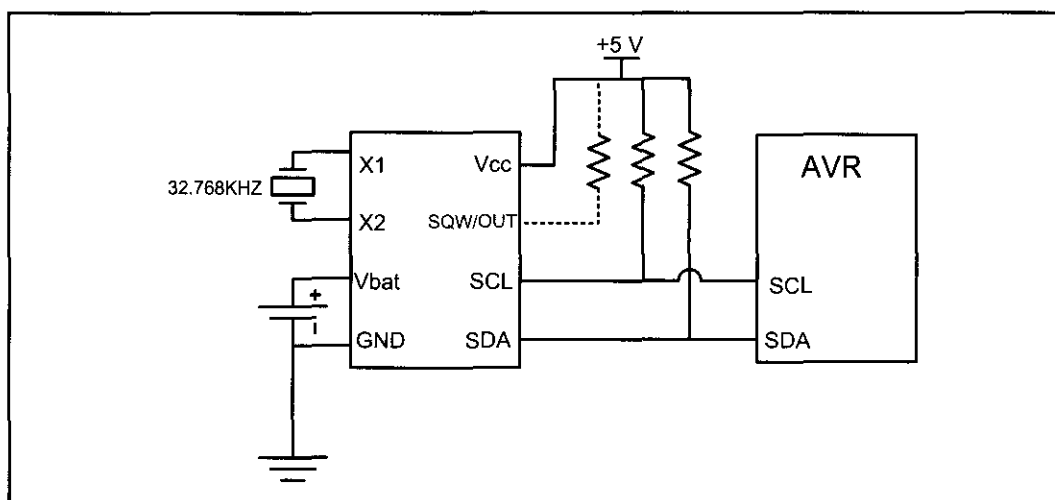 +5 V
X1
32.768KHZ
X2
Vbat
+
-
GND
Vcc
SQW/OUT
SCL
SDA
AVR
SCL
SDA